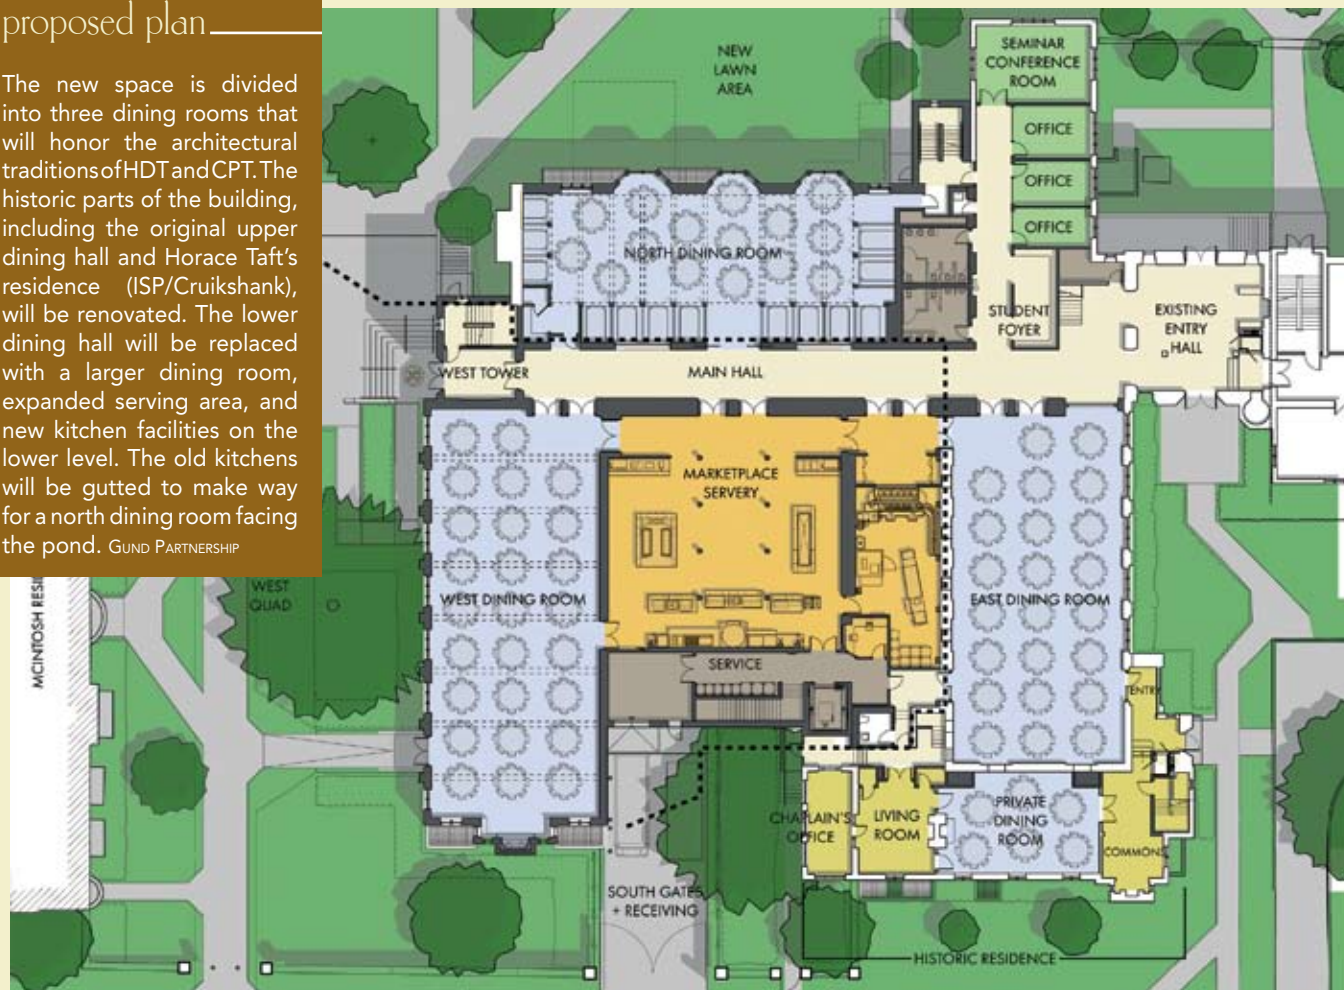 proposed plan
The new space is divided
into three dining rooms that
will honor the architectural
traditions of HDT and CPT. The
historic parts of the building,
including the original upper
dining hall and Horace Taft's
residence (ISP/Cruikshank),
will be renovated. The lower
dining hall will be replaced
with a larger dining room,
expanded serving area, and
new kitchen facilities on the
lower level. The old kitchens
will be gutted to make way
for a north dining room facing
the pond. GUND PARTNERSHIP
NEW
LAWN
AREA
SEMINAR
CONFERENCE
ROOM
OFFICE
OFFICE
OFFICE
NORTH DINING ROOM
STUDENT
FOYER
EXISTING
ENTRY
HALL
WEST TOWER
MAIN HALL
MARKETPLACE
SERVERY
WEST DINING ROOM
EAST DINING ROOM
WEST
QUAD
MCINTOSH
SERVICE
ENTRY
CHAPLAIN'S
OFFICE
LIVING
ROOM
PRIVATE
DINING
ROOM
COMMONS
SOUTH GATES
+ RECEIVING
HISTORIC RESIDENCE